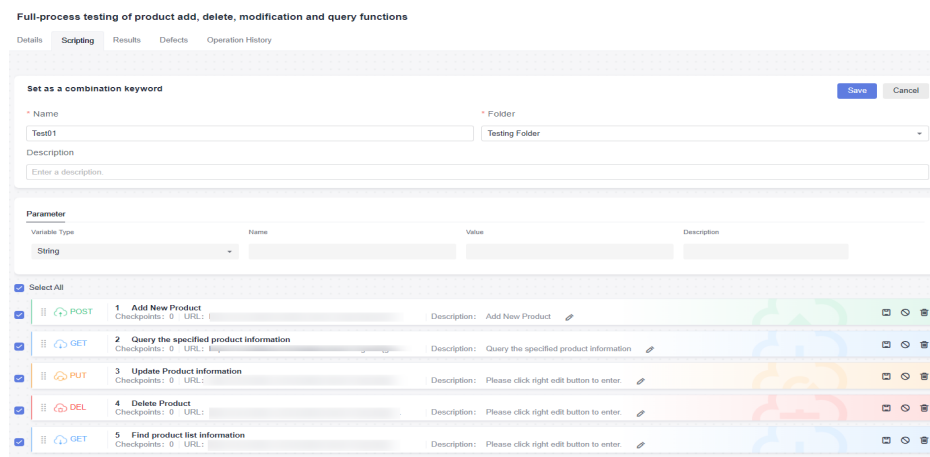 Full-process testing of product add, delete, modification and query functions
Details Scripting Results Defects Operation History
Set as a combination keyword Save Cancel
* Name * Folder
Test01 Testing Folder
Description
Enter a description.
Parameter
Variable Type Name Value Description
String
Select All
POST 1 Add New Product
Checkpoints: 0 URL: Description: Add New Product
GET 2 Query the specified product information
Checkpoints: 0 URL: Description: Query the specified product information
PUT 3 Update Product information
Checkpoints: 0 URL: Description: Please click right edit button to enter.
DEL 4 Delete Product
Checkpoints: 0 URL: Description: Please click right edit button to enter.
GET 5 Find product list information
Checkpoints: 0 URL: Description: Please click right edit button to enter.